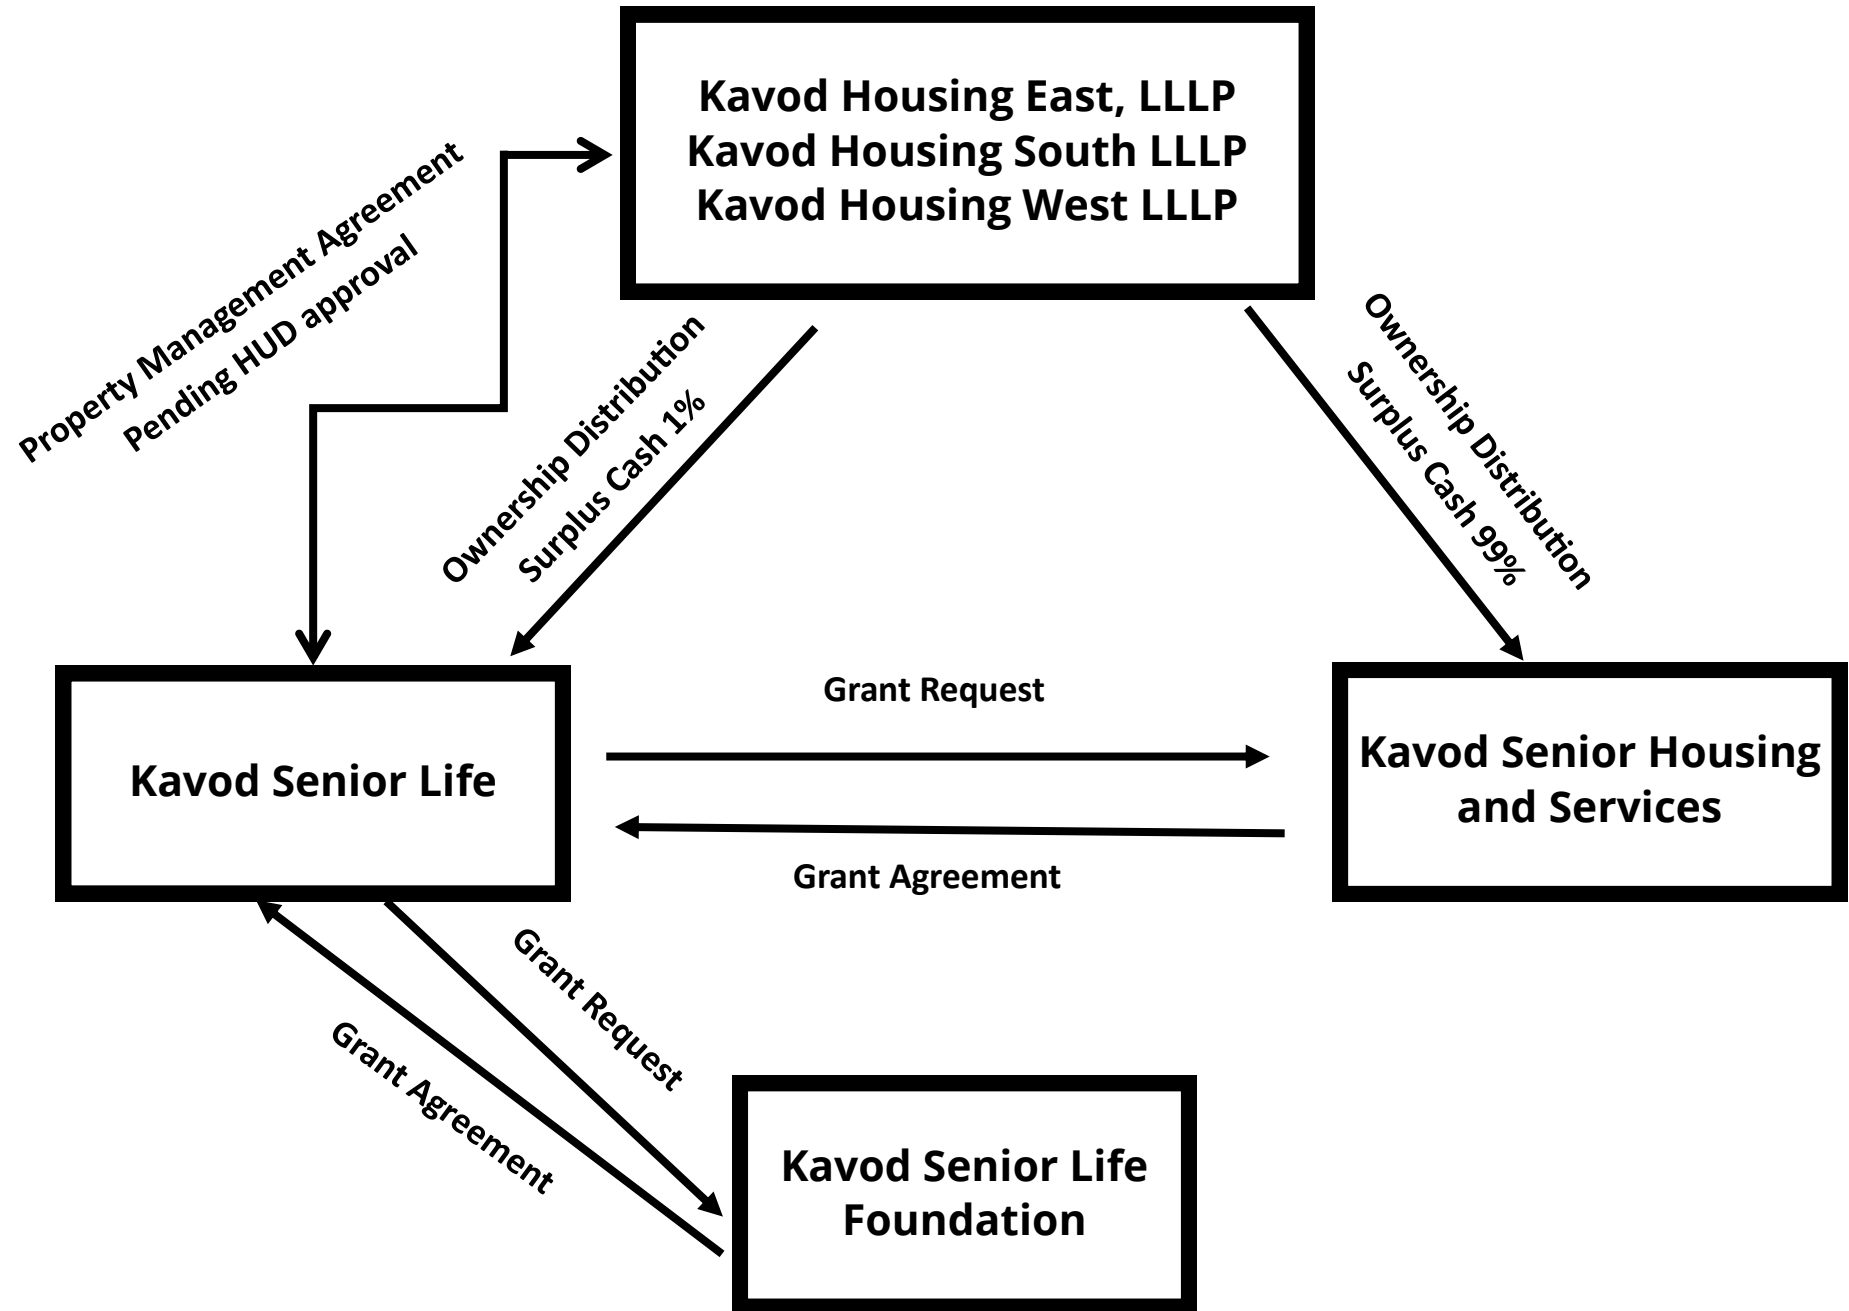 Kavod Housing East, LLLP
Kavod Housing South LLLP
Kavod Housing West LLLP
Property Management Agreement
Pending HUD approval
Ownership Distribution
Surplus Cash 1%
Ownership Distribution
Surplus Cash 99%
Grant Request
Kavod Senior Life
Kavod Senior Housing
and Services
Grant Agreement
Grant Request
Grant Agreement
Kavod Senior Life
Foundation